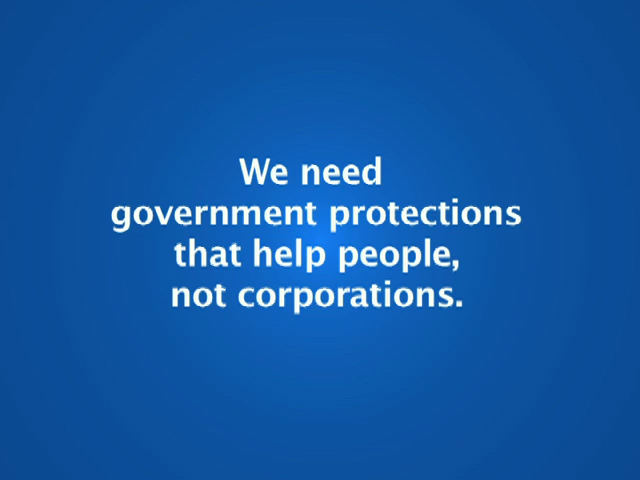 We need
government protections
that help people,
not corporations.